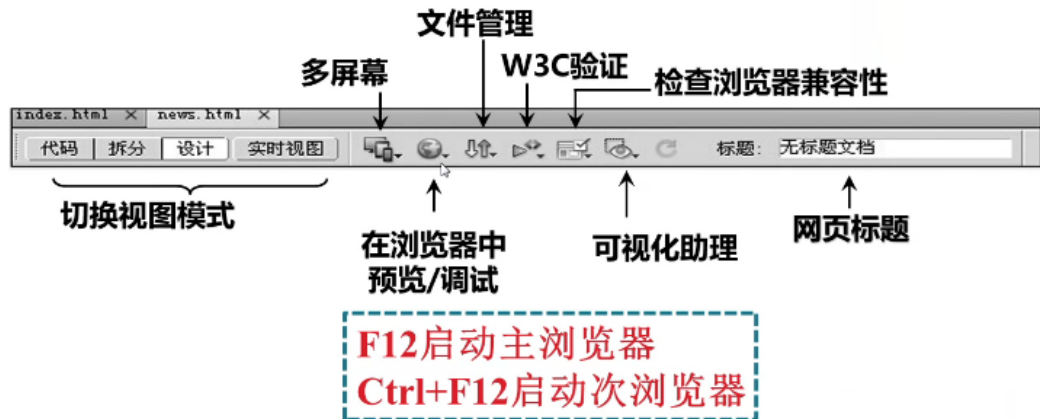 文件管理
多屏幕
W3C验证
检查浏览器兼容性
index.html × news.html ×
代码 拆分 设计 实时视图 标题: 无标题文档
切换视图模式
在浏览器中
预览/调试
可视化助理
网页标题
F12启动主浏览器
Ctrl+F12启动次浏览器